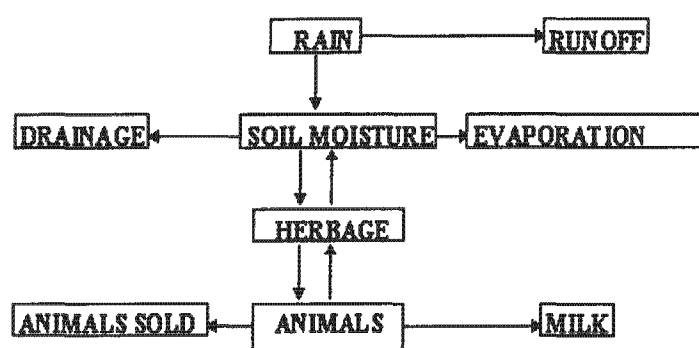 RAIN RUNOFF
DRAINAGE SOIL MOISTURE EVAPORATION
HERBAGE
ANIMALS SOLD ANIMALS MILK